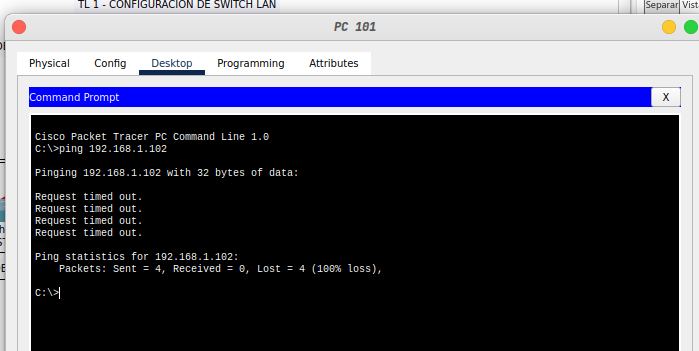 TL 1 - CONFIGURACIÓN DE SWITCH LAN
Separar Vist
PC 101
Physical Config Desktop Programming Attributes
Command Prompt
X
Cisco Packet Tracer PC Command Line 1.0
C:\>ping 192.168.1.102
Pinging 192.168.1.102 with 32 bytes of data:
Request timed out.
Request timed out.
Request timed out.
Request timed out.
Ping statistics for 192.168.1.102:
Packets: Sent = 4, Received = 0, Lost = 4 (100% loss),
C:\>